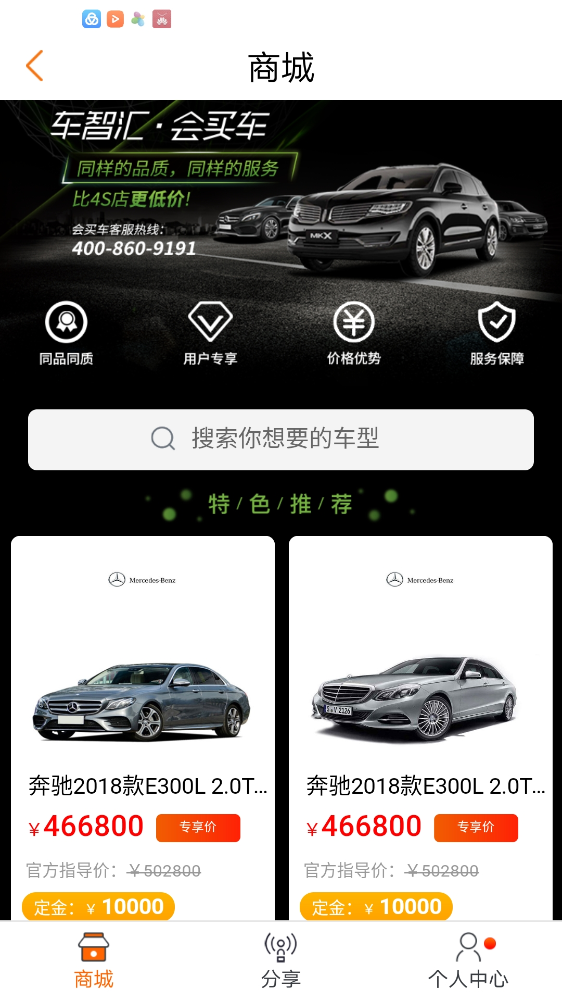 商城
车智汇·会买车
同样的品质，同样的服务
比4S店更低价!
会买车客服热线：
400-860-9191
MKX
同品同质 用户专享 价格优势 服务保障
搜索你想要的车型
特/色/推/荐
Mercedes-Benz Mercedes-Benz
S V 2126
奔驰2018款E300L 2.0T... 奔驰2018款E300L 2.0T...
￥466800 专享价 ￥466800 专享价
官方指导价：￥502800 官方指导价：￥502800
定金：￥10000 定金：￥10000
商城 分享 个人中心